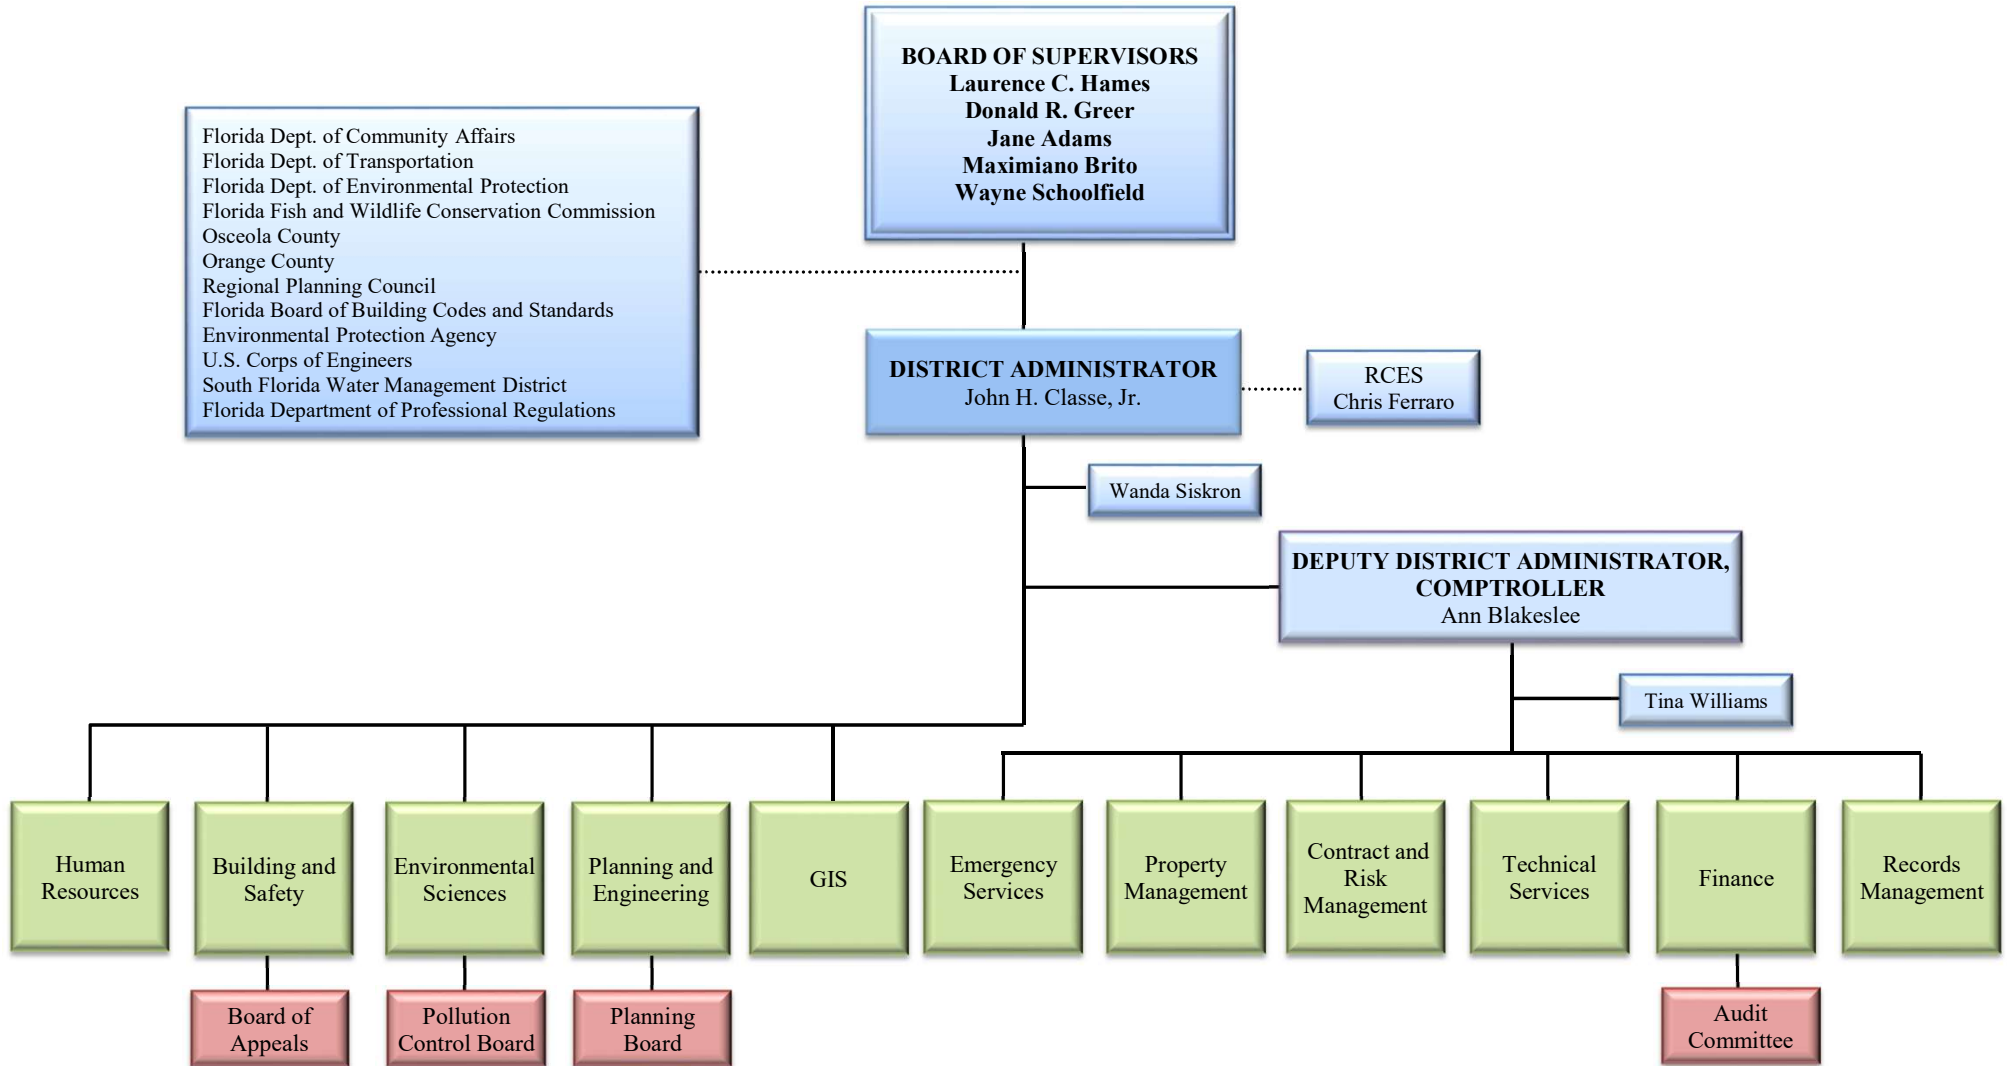 BOARD OF SUPERVISORS
Laurence C. Hames
Donald R. Greer
Jane Adams
Maximiano Brito
Wayne Schoolfield
Florida Dept. of Community Affairs
Florida Dept. of Transportation
Florida Dept. of Environmental Protection
Florida Fish and Wildlife Conservation Commission
Osceola County
Orange County
Regional Planning Council
Florida Board of Building Codes and Standards
Environmental Protection Agency
U.S. Corps of Engineers
South Florida Water Management District
Florida Department of Professional Regulations
DISTRICT ADMINISTRATOR
John H. Classe, Jr.
RCES
Chris Ferraro
Wanda Siskron
DEPUTY DISTRICT ADMINISTRATOR,
COMPTROLLER
Ann Blakeslee
Tina Williams
Human
Resources
Building and
Safety
Environmental
Sciences
Planning and
Engineering
GIS
Emergency
Services
Property
Management
Contract and
Risk
Management
Technical
Services
Finance
Records
Management
Board of
Appeals
Pollution
Control Board
Planning
Board
Audit
Committee